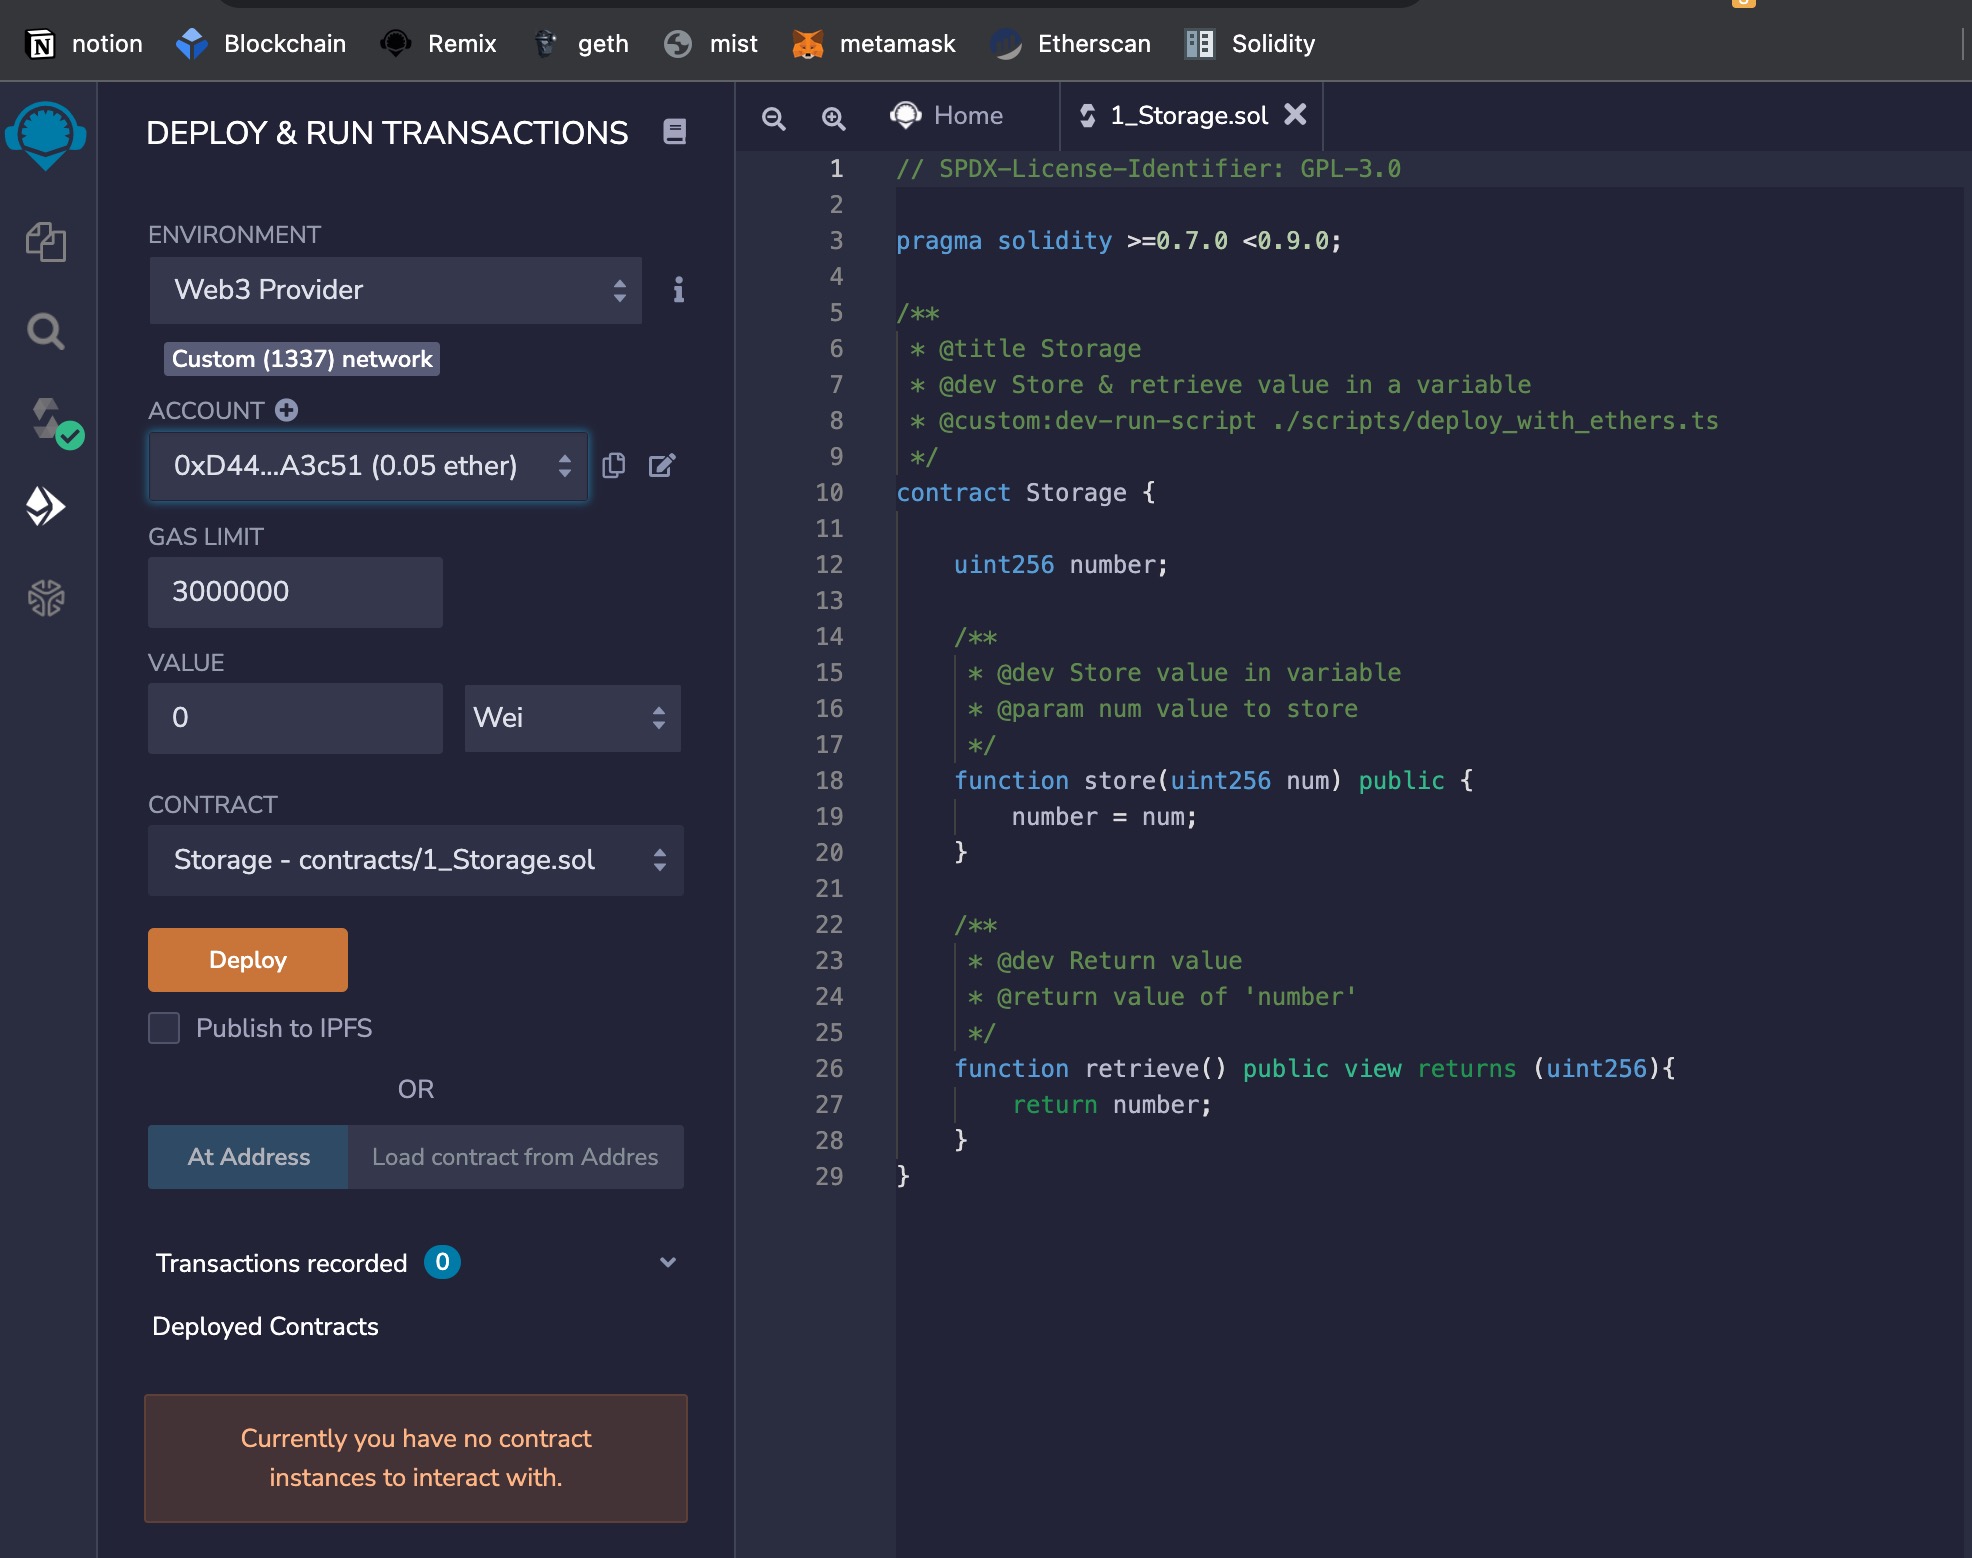 notion Blockchain Remix geth mist metamask Etherscan Solidity
DEPLOY & RUN TRANSACTIONS
ENVIRONMENT
Web3 Provider
Custom (1337) network
ACCOUNT
0xD44...A3c51 (0.05 ether)
GAS LIMIT
3000000
VALUE
0 Wei
CONTRACT
Storage - contracts/1_Storage.sol
Deploy
Publish to IPFS
OR
At Address Load contract from Addres
Transactions recorded 0
Deployed Contracts
Currently you have no contract
instances to interact with.
Home 1_Storage.sol
1 // SPDX-License-Identifier: GPL-3.0
2
3 pragma solidity >=0.7.0 <0.9.0;
4
5 /**
6 * @title Storage
7 * @dev Store & retrieve value in a variable
8 * @custom:dev-run-script ./scripts/deploy_with_ethers.ts
9 */
10 contract Storage {
11
12 uint256 number;
13
14 /**
15 * @dev Store value in variable
16 * @param num value to store
17 */
18 function store(uint256 num) public {
19 number = num;
20 }
21
22 /**
23 * @dev Return value
24 * @return value of 'number'
25 */
26 function retrieve() public view returns (uint256){
27 return number;
28 }
29 }